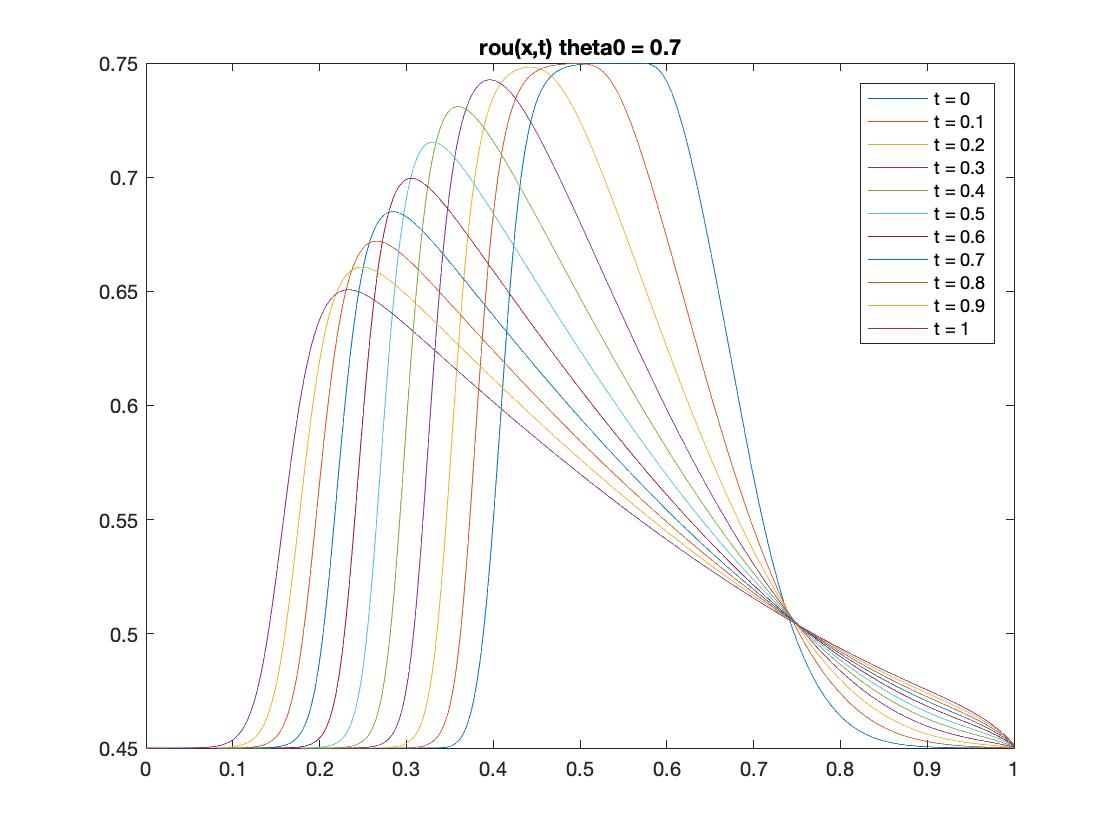 rou(x,t) theta0 = 0.7
0.75
0.7
0.65
0.6
0.55
0.5
0.45
0
0.1
0.2
0.3
0.4
0.5
0.6
0.7
0.8
0.9
1
t = 0
t = 0.1
t = 0.2
t = 0.3
t = 0.4
t = 0.5
t = 0.6
t = 0.7
t = 0.8
t = 0.9
t = 1